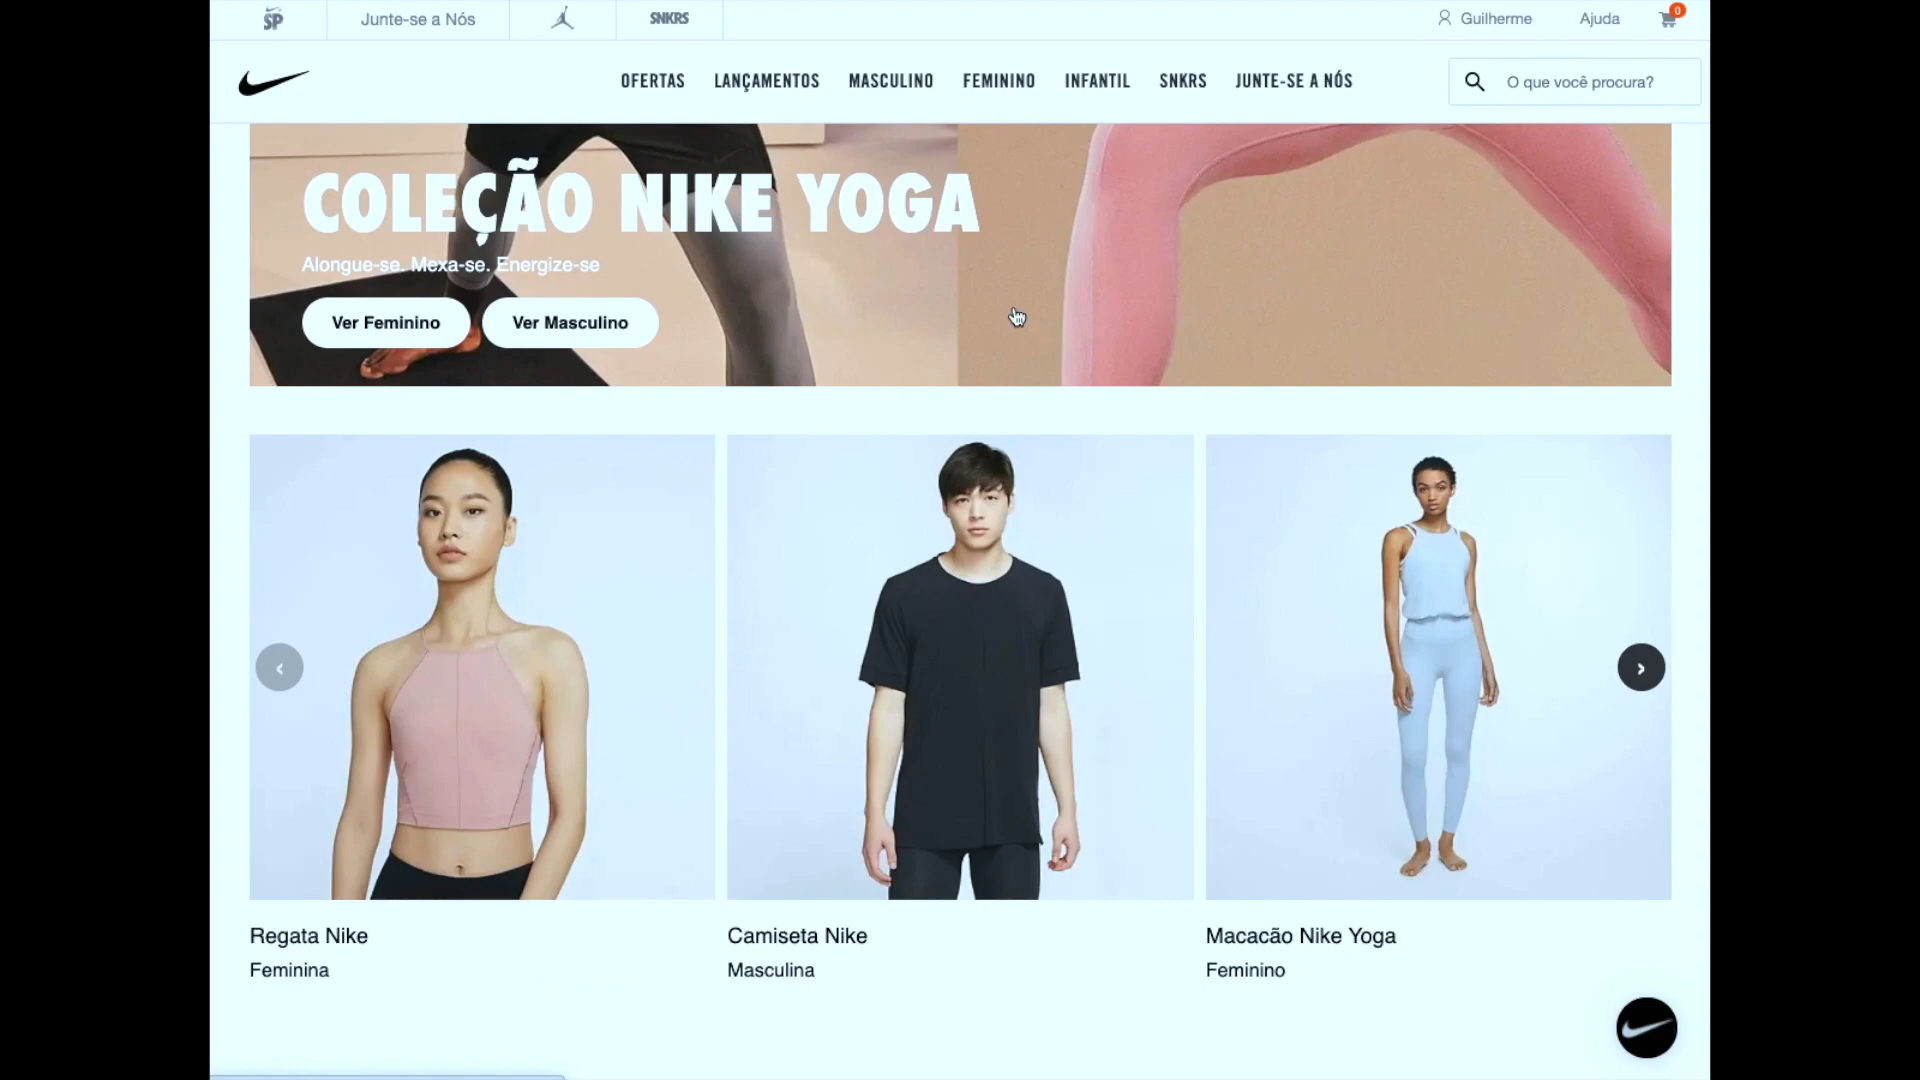 SP
Junte-se a Nós
SNKRS
Guilherme
Ajuda
0
OFERTAS
LANÇAMENTOS
MASCULINO
FEMININO
INFANTIL
SNKRS
JUNTE-SE A NÓS
O que você procura?
COLEÇÃO NIKE YOGA
Alongue-se. Mexa-se. Energize-se
Ver Feminino
Ver Masculino
Regata Nike
Feminina
Camiseta Nike
Masculina
Macacão Nike Yoga
Feminino